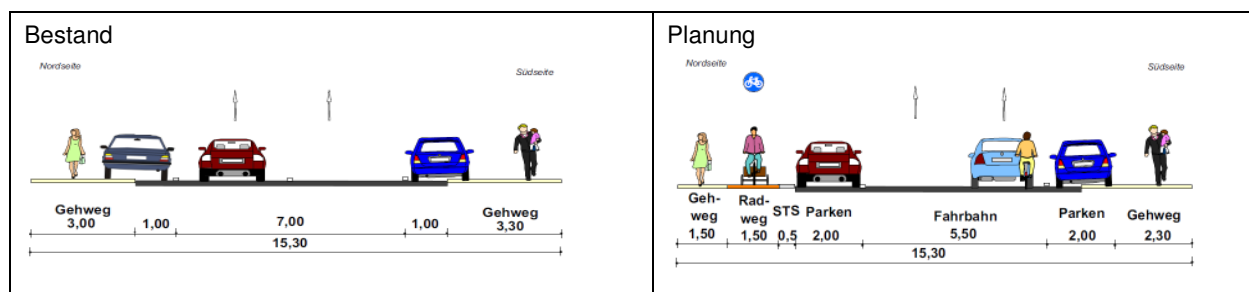 Bestand
Nordseite
Südseite
Gehweg
3,00
1,00
7,00
1,00
Gehweg
3,30
15,30
Planung
Nordseite
Südseite
Geh-
weg
1,50
Rad-
weg
1,50
STS
0,5
Parken
2,00
Fahrbahn
5,50
Parken
2,00
Gehweg
2,30
15,30